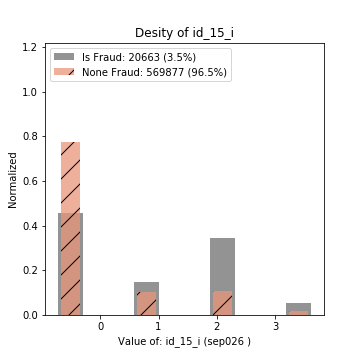 Desity of id_15_i
Is Fraud: 20663 (3.5%)
None Fraud: 569877 (96.5%)
1.2
1.0
0.8
0.6
0.4
0.2
0.0
Normalized
0 1 2 3
Value of: id_15_i (sep026 )